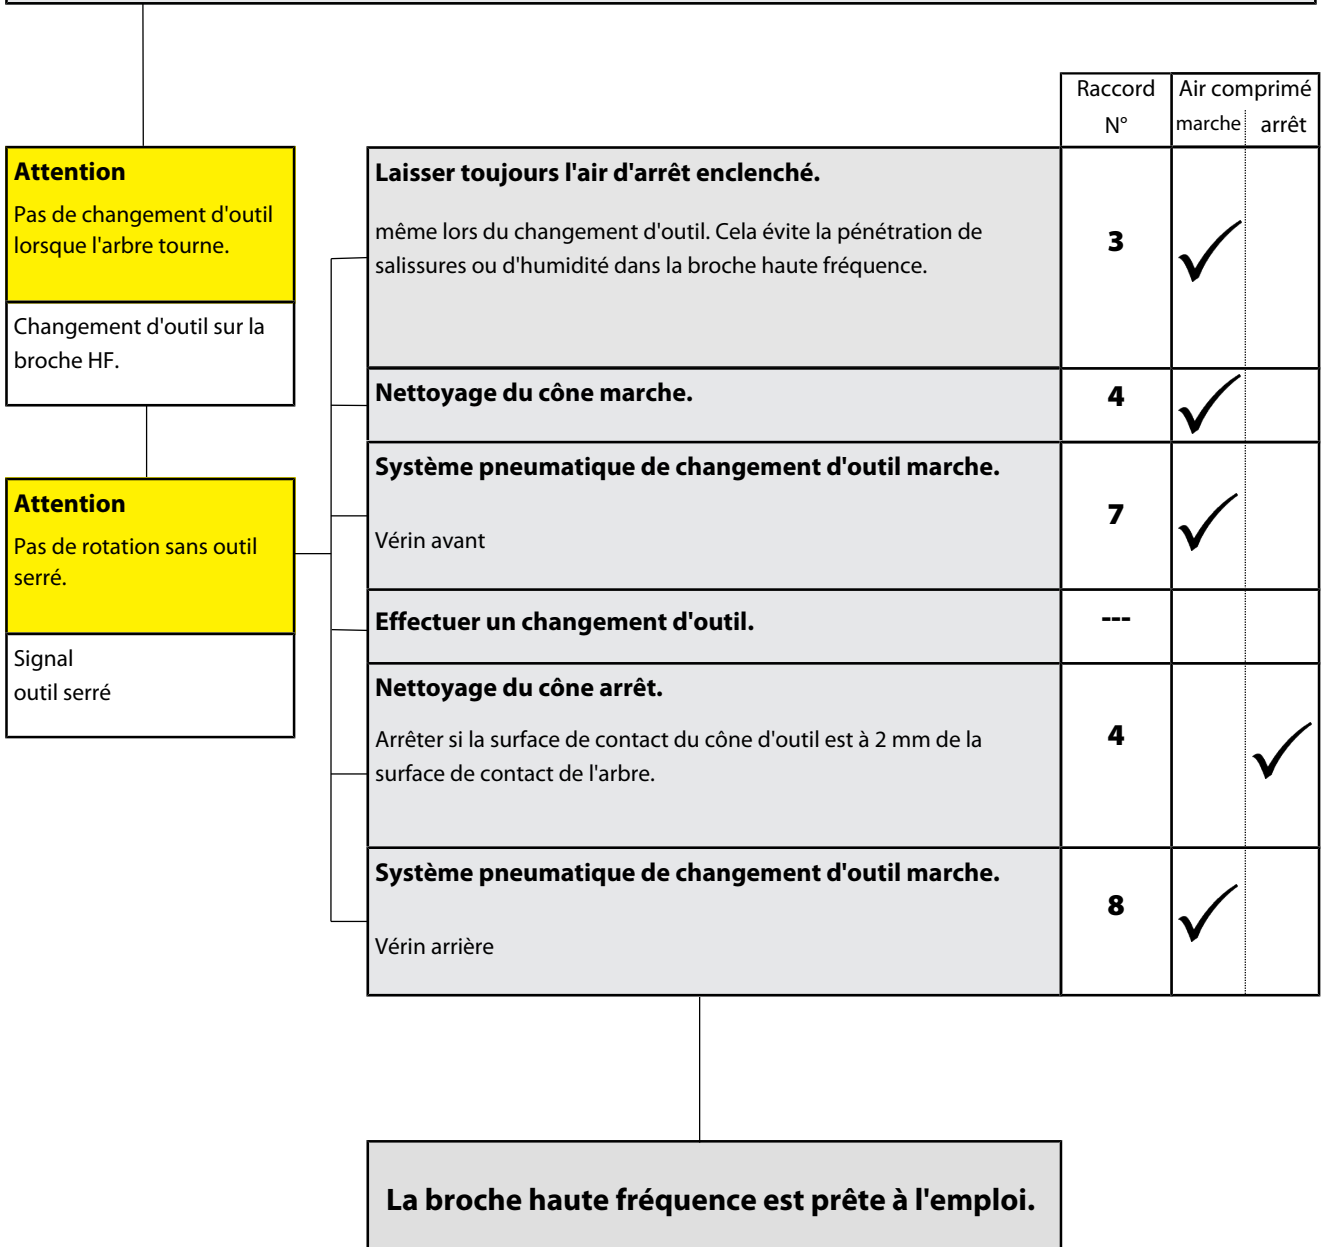 Raccord
Air comprimé
N°
marche
arrêt
Attention
Pas de changement d'outil
lorsque l'arbre tourne.
Changement d'outil sur la
broche HF.
Attention
Pas de rotation sans outil
serré.
Signal
outil serré
Laisser toujours l'air d'arrêt enclenché.
même lors du changement d'outil. Cela évite la pénétration de
salissures ou d'humidité dans la broche haute fréquence.
3
Nettoyage du cône marche.
4
Système pneumatique de changement d'outil marche.
Vérin avant
7
Effectuer un changement d'outil.
---
Nettoyage du cône arrêt.
Arrêter si la surface de contact du cône d'outil est à 2 mm de la
surface de contact de l'arbre.
4
Système pneumatique de changement d'outil marche.
Vérin arrière
8
La broche haute fréquence est prête à l'emploi.